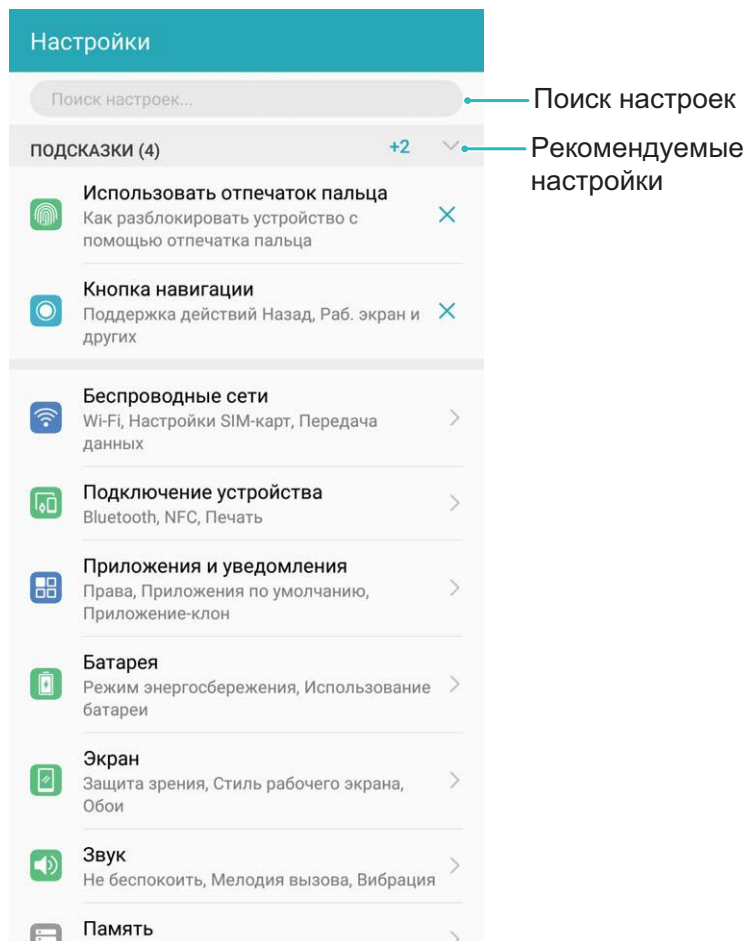 Настройки
Поиск настроек...
Поиск настроек
ПОДСКАЗКИ (4) +2
Рекомендуемые
настройки
Использовать отпечаток пальца
Как разблокировать устройство с
помощью отпечатка пальца
Кнопка навигации
Поддержка действий Назад, Раб. экран и
других
Беспроводные сети
Wi-Fi, Настройки SIM-карт, Передача
данных
Подключение устройства
Bluetooth, NFC, Печать
Приложения и уведомления
Права, Приложения по умолчанию,
Приложение-клон
Батарея
Режим энергосбережения, Использование
батареи
Экран
Защита зрения, Стиль рабочего экрана,
Обои
Звук
Не беспокоить, Мелодия вызова, Вибрация
Память